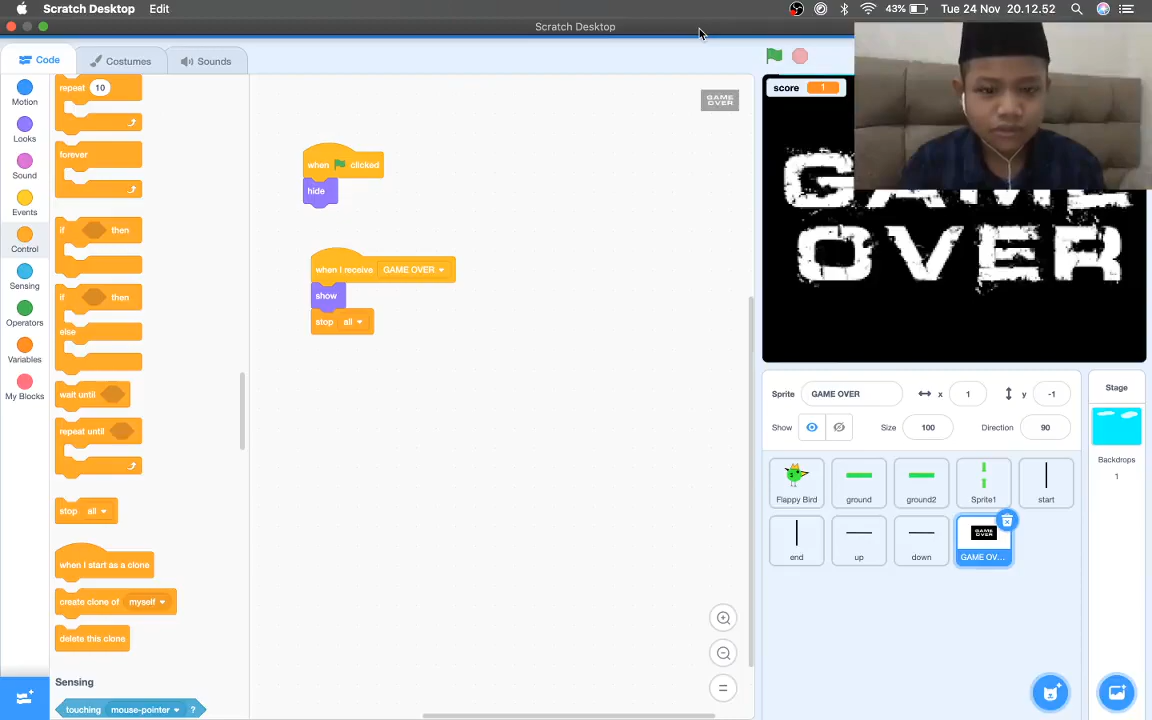 Scratch Desktop Edit 43% Tue 24 Nov 20.12.52
Scratch Desktop
Code Costumes Sounds
Motion
Looks
Sound
Events
Control
Sensing
Operators
Variables
My Blocks
repeat 10
forever
if then
if then
else
wait until
repeat until
stop all
when I start as a clone
create clone of myself
delete this clone
Sensing
touching mouse-pointer ?
when clicked
hide
when I receive GAME OVER
show
stop all
GAME
OVER
score 1
GAME
OVER
Sprite GAME OVER x 1 y -1
Show Size 100 Direction 90
Flappy Bird ground ground2 Sprite1 start
end up down GAME OV...
GAME
OVER
Stage
Backdrops
1